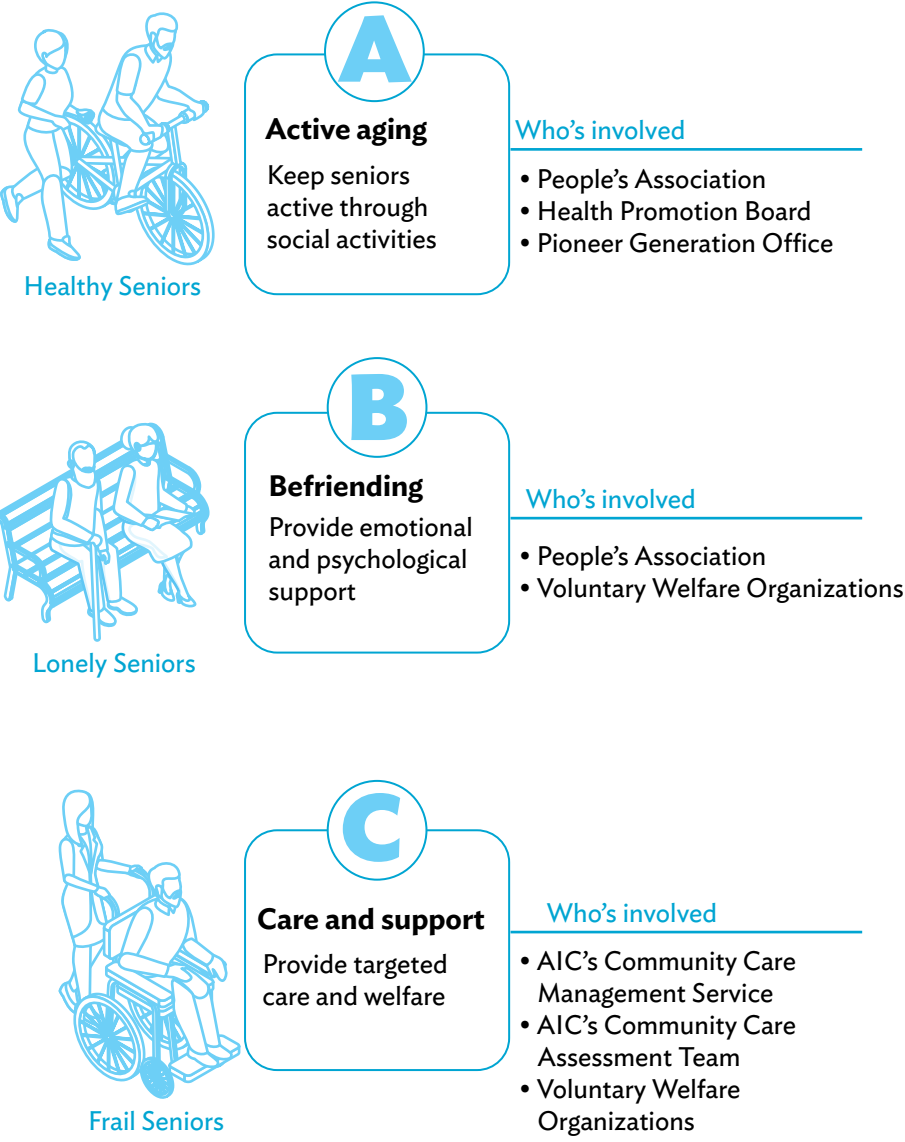 A
Active aging
Keep seniors
active through
social activities
Healthy Seniors
Who's involved
• People's Association
• Health Promotion Board
• Pioneer Generation Office
B
Befriending
Provide emotional
and psychological
support
Lonely Seniors
Who's involved
• People's Association
• Voluntary Welfare Organizations
C
Care and support
Provide targeted
care and welfare
Frail Seniors
Who's involved
• AIC's Community Care
Management Service
• AIC's Community Care
Assessment Team
• Voluntary Welfare
Organizations